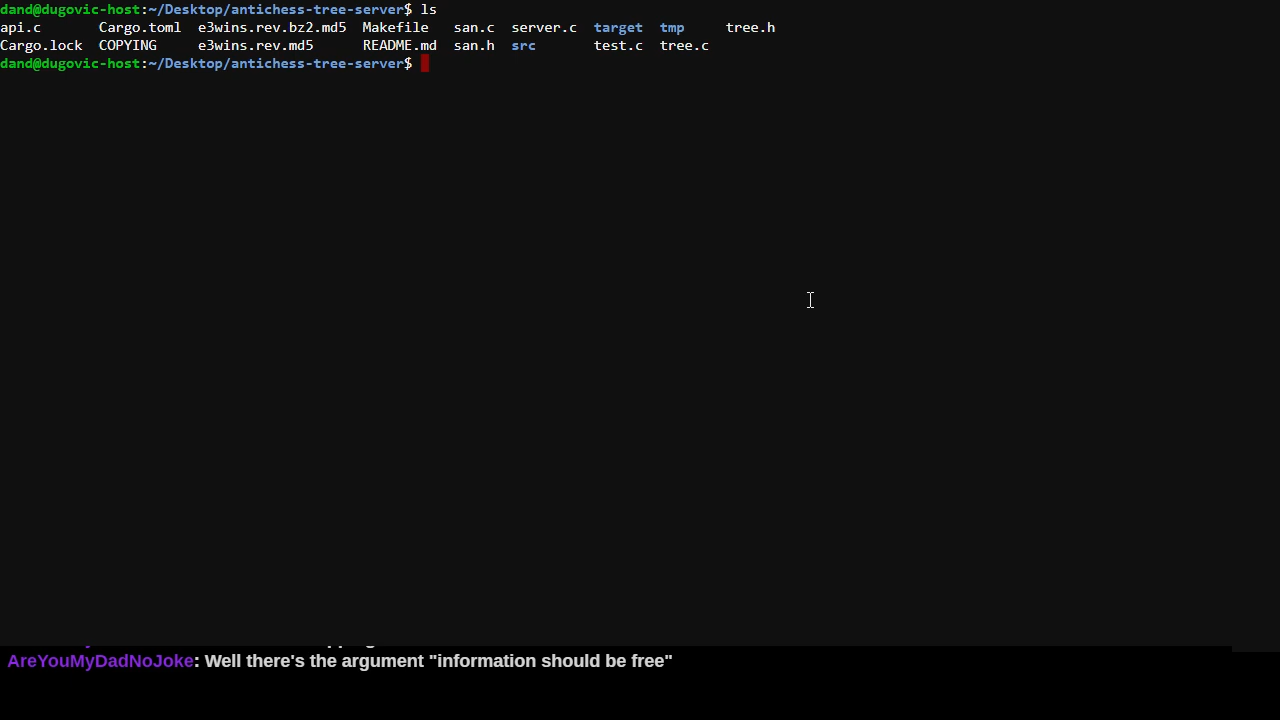 dand@dugovic-host:~/Desktop/antichess-tree-server$ ls
api.c Cargo.toml e3wins.rev.bz2.md5 Makefile san.c server.c target tmp tree.h
Cargo.lock COPYING e3wins.rev.md5 README.md san.h src test.c tree.c
dand@dugovic-host:~/Desktop/antichess-tree-server$
AreYouMyDadNoJoke: Well there's the argument "information should be free"